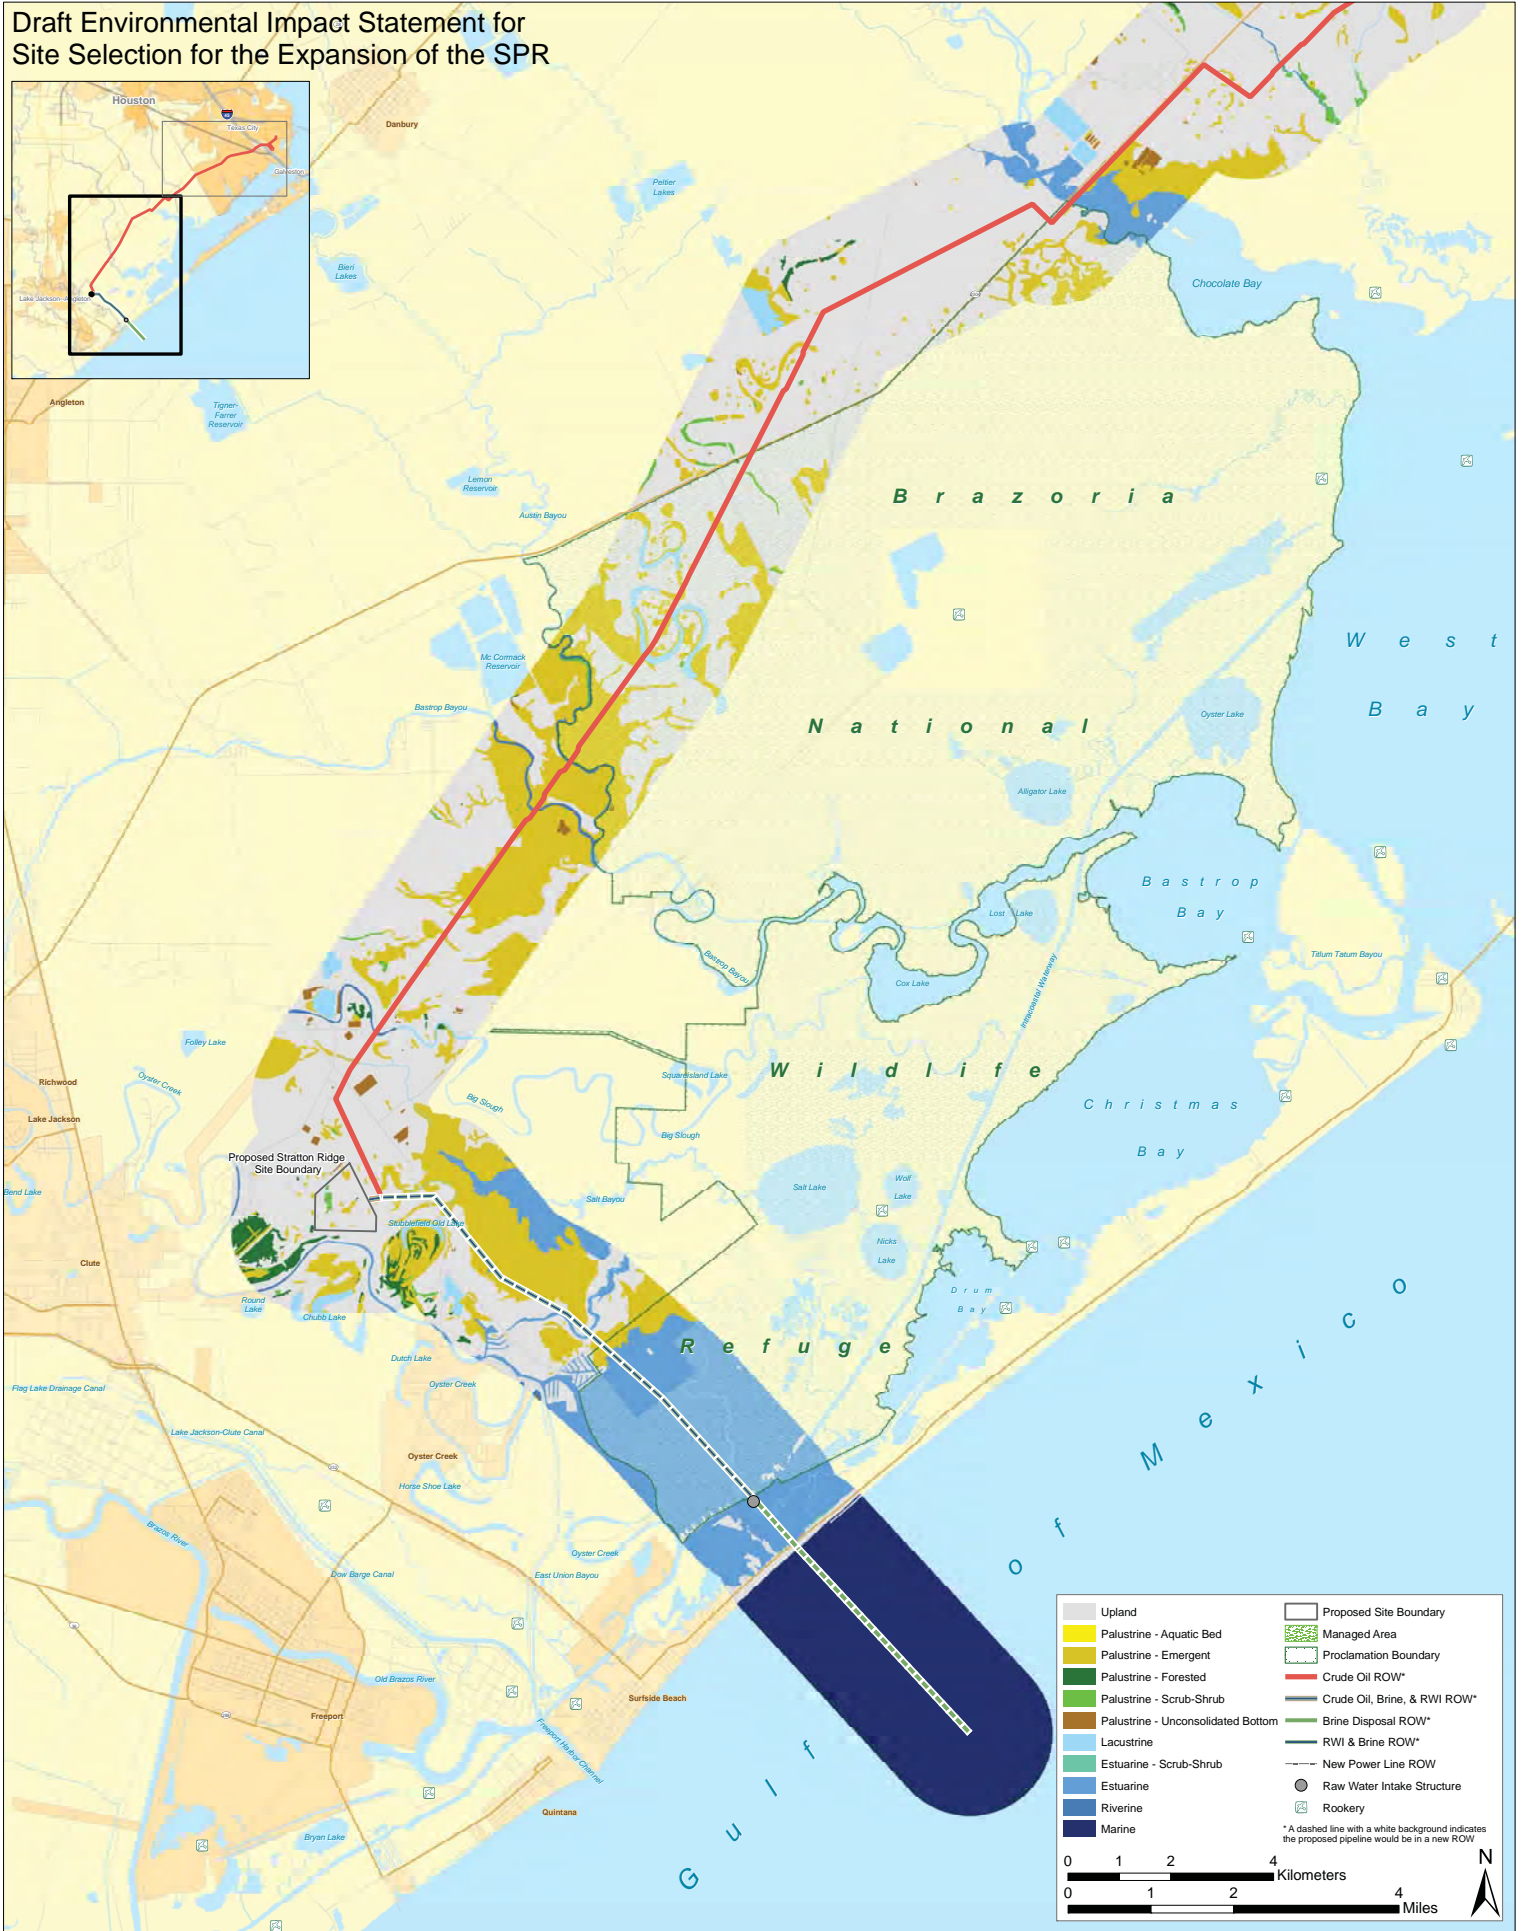 Draft Environmental Impact Statement for
Site Selection for the Expansion of the SPR
Houston
Texas City
Galveston
Lake Jackson--Angleton
Danbury
Peltier
Lakes
Bieri
Lakes
Chocolate Bay
Angleton
Tigner-
Farrer
Reservoir
Lemon
Reservoir
Austin Bayou
Brazoria
West
Bay
Mc Cormack
Reservoir
Bastrop Bayou
National
Oyster Lake
Alligator Lake
Bastrop
Bay
Lost Lake
Titlum Tatum Bayou
Bastrop Bayou
Cox Lake
Intracoastal Waterway
Folley Lake
Oyster Creek
Richwood
Lake Jackson
Squareisland Lake
Wildlife
Big Slough
Christmas
Bay
Big Slough
Proposed Stratton Ridge
Site Boundary
Bend Lake
Salt Lake
Wolf
Lake
Salt Bayou
Stubblefield Old Lake
Nicks
Lake
Clute
Drum
Bay
Round
Lake
Chubb Lake
Refuge
Dutch Lake
Oyster Creek
Flag Lake Drainage Canal
Lake Jackson-Clute Canal
Oyster Creek
Horse Shoe Lake
Gulf of Mexico
Brazos River
Oyster Creek
East Union Bayou
Dow Barge Canal
Old Brazos River
Surfside Beach
Freeport
Freeport Harbor Channel
Quintana
Bryan Lake
Upland
Palustrine - Aquatic Bed
Palustrine - Emergent
Palustrine - Forested
Palustrine - Scrub-Shrub
Palustrine - Unconsolidated Bottom
Lacustrine
Estuarine - Scrub-Shrub
Estuarine
Riverine
Marine
Proposed Site Boundary
Managed Area
Proclamation Boundary
Crude Oil ROW*
Crude Oil, Brine, & RWI ROW*
Brine Disposal ROW*
RWI & Brine ROW*
New Power Line ROW
Raw Water Intake Structure
Rookery
* A dashed line with a white background indicates
the proposed pipeline would be in a new ROW
0 1 2 4
Kilometers
0 1 2 4
Miles
N